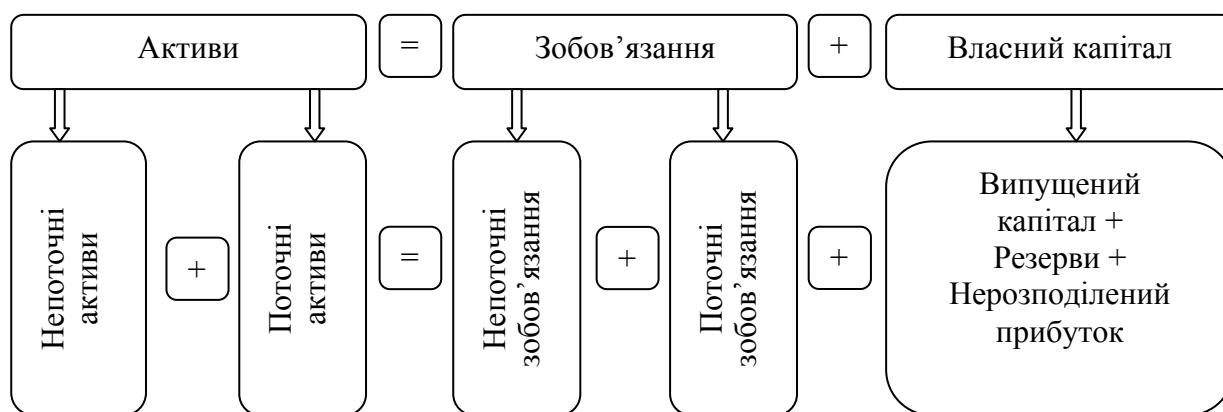 Активи
=
Зобов’язання
+
Власний капітал
Непоточні
активи
+
Поточні
активи
=
Непоточні
зобов’язання
+
Поточні
зобов’язання
+
Випущений
капітал +
Резерви +
Нерозподілений
прибуток